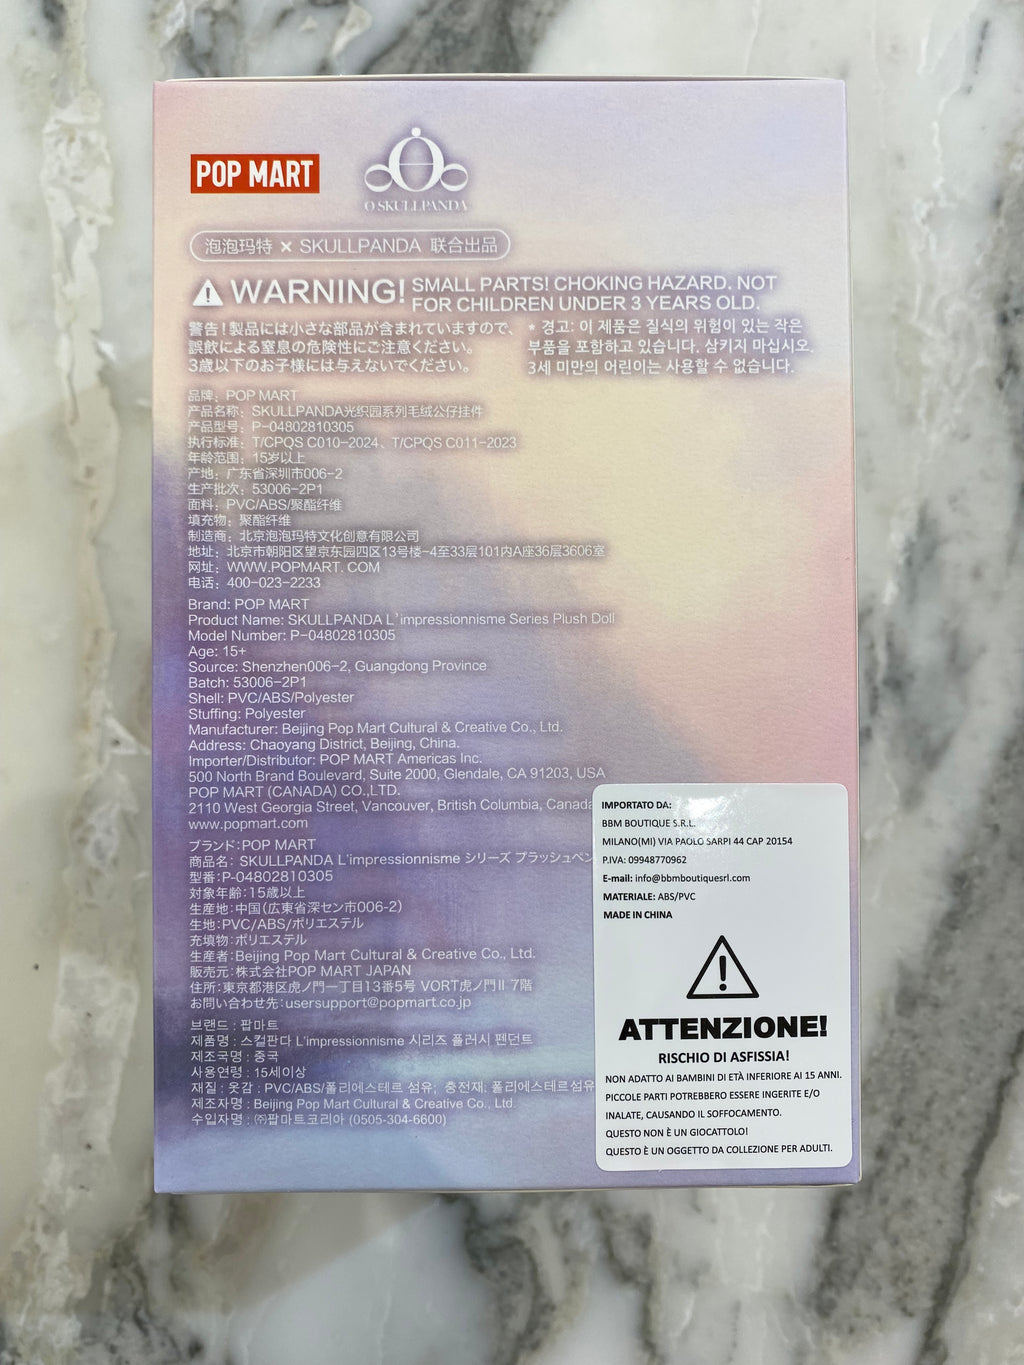 POP MART
O SKULLPANDA
泡泡玛特 × SKULLPANDA 联合出品
WARNING! SMALL PARTS! CHOKING HAZARD. NOT
FOR CHILDREN UNDER 3 YEARS OLD.
警告！製品には小さな部品が含まれていますので、
誤飲による窒息の危険性にご注意ください。
3歳以下のお子様には与えないでください。
* 경고: 이 제품은 질식의 위험이 있는 작은
부품을 포함하고 있습니다. 삼키지 마십시오.
3세 미만의 어린이는 사용할 수 없습니다.
品牌：POP MART
产品名称：SKULLPANDA光织园系列毛绒公仔挂件
产品型号：P-04802810305
执行标准：T/CPQS C010-2024、T/CPQS C011-2023
年龄范围：15岁以上
产地：广东省深圳市006-2
生产批次：53006-2P1
面料：PVC/ABS/聚酯纤维
填充物：聚酯纤维
制造商：北京泡泡玛特文化创意有限公司
地址：北京市朝阳区望京东园四区13号楼-4至33层101内A座36层3606室
网址：WWW.POPMART. COM
电话：400-023-2233
Brand: POP MART
Product Name: SKULLPANDA L'impressionnisme Series Plush Doll
Model Number: P-04802810305
Age: 15+
Source: Shenzhen006-2, Guangdong Province
Batch: 53006-2P1
Shell: PVC/ABS/Polyester
Stuffing: Polyester
Manufacturer: Beijing Pop Mart Cultural & Creative Co., Ltd.
Address: Chaoyang District, Beijing, China.
Importer/Distributor: POP MART Americas Inc.
500 North Brand Boulevard, Suite 2000, Glendale, CA 91203, USA
POP MART (CANADA) CO.,LTD.
2110 West Georgia Street, Vancouver, British Columbia, Canada
www.popmart.com
ブランド：POP MART
商品名： SKULLPANDA L'impressionnisme シリーズ プラッシュペン
型番：P-04802810305
対象年齢：15歳以上
生産地：中国（広東省深セン市006-2）
生地：PVC/ABS/ポリエステル
充填物：ポリエステル
生産者：Beijing Pop Mart Cultural & Creative Co., Ltd.
販売元：株式会社POP MART JAPAN
住所：東京都港区虎ノ門一丁目13番5号 VORT虎ノ門II 7階
お問い合わせ先：usersupport@popmart.co.jp
브랜드 : 팝마트
제품명 : 스컬판다 L'impressionnisme 시리즈 플러시 펜던트
제조국명 : 중국
사용연령 : 15세이상
재질 : 옷감 : PVC/ABS/폴리에스테르 섬유, 충전재: 폴리에스테르섬유
제조자명 : Beijing Pop Mart Cultural & Creative Co., Ltd.
수입자명 : ㈜팝마트코리아 (0505-304-6600)
IMPORTATO DA:
BBM BOUTIQUE S.R.L.
MILANO(MI) VIA PAOLO SARPI 44 CAP 20154
P.IVA: 09948770962
E-mail: info@bbmboutiquesrl.com
MATERIALE: ABS/PVC
MADE IN CHINA
ATTENZIONE!
RISCHIO DI ASFISSIA!
NON ADATTO AI BAMBINI DI ETÀ INFERIORE AI 15 ANNI.
PICCOLE PARTI POTREBBERO ESSERE INGERITE E/O
INALATE, CAUSANDO IL SOFFOCAMENTO.
QUESTO NON È UN GIOCATTOLO!
QUESTO È UN OGGETTO DA COLLEZIONE PER ADULTI.